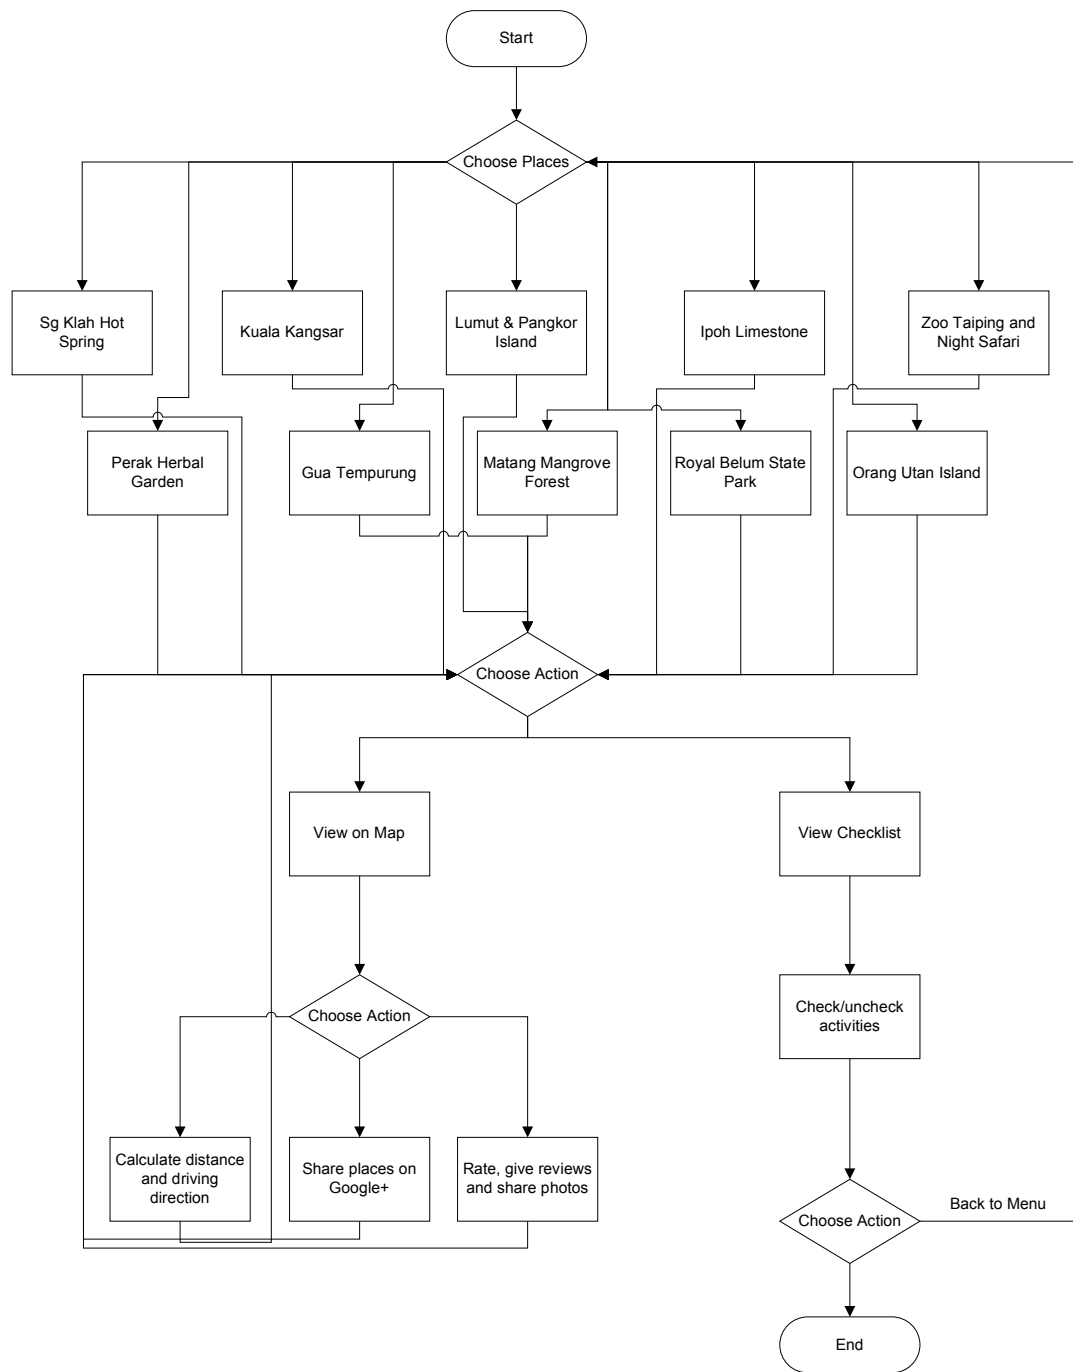 Start
Choose Places
Sg Klah Hot
Spring
Kuala Kangsar
Lumut & Pangkor
Island
Ipoh Limestone
Zoo Taiping and
Night Safari
Perak Herbal
Garden
Gua Tempurung
Matang Mangrove
Forest
Royal Belum State
Park
Orang Utan Island
Choose Action
View on Map
View Checklist
Choose Action
Check/uncheck
activities
Calculate distance
and driving
direction
Share places on
Google+
Rate, give reviews
and share photos
Choose Action
Back to Menu
End